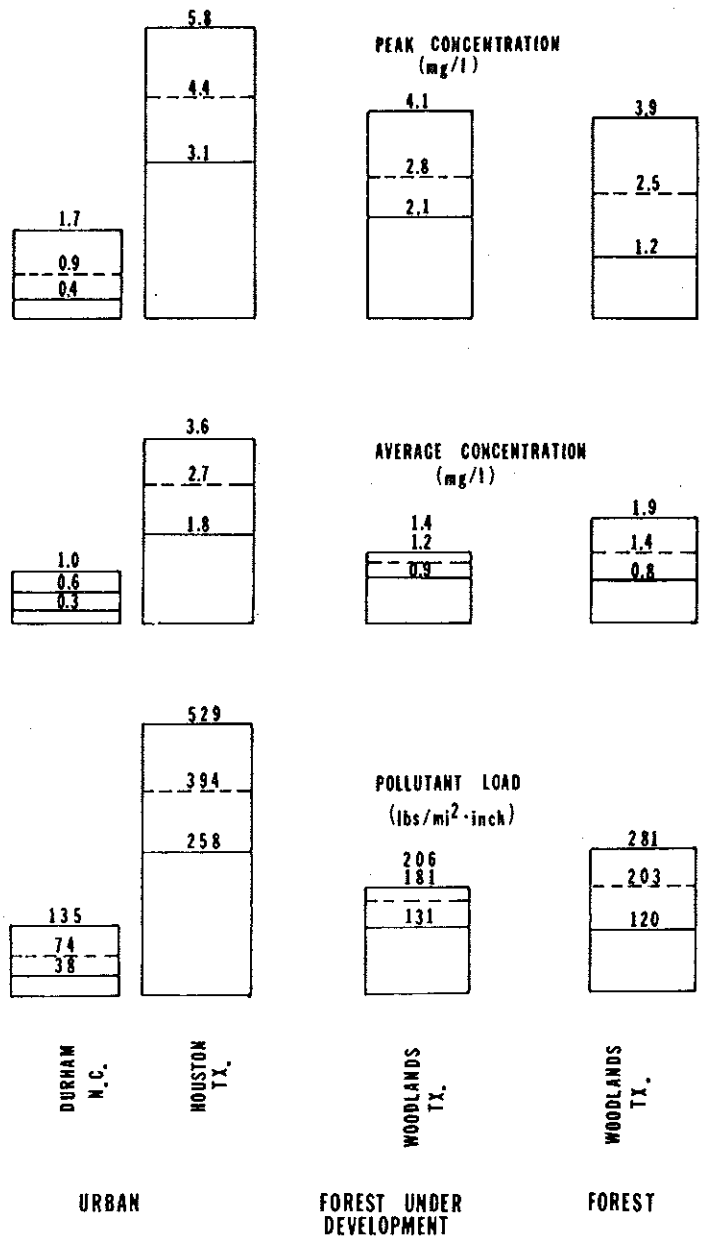 5.8
PEAK CONCENTRATION
(mg/l)
4.4
4.1
3.9
3.1
2.8
2.5
2.1
1.7
1.2
0.9
0.4
3.6
AVERAGE CONCENTRATION
(mg/l)
2.7
1.9
1.8
1.4
1.2
1.4
1.0
0.6
0.9
0.8
0.3
529
394
POLLUTANT LOAD
(lbs/mi²·inch)
258
281
206
181
203
135
131
120
74
38
DURHAM
N.C.
HOUSTON
TX.
WOODLANDS
TX.
WOODLANDS
TX.
URBAN
FOREST UNDER
DEVELOPMENT
FOREST